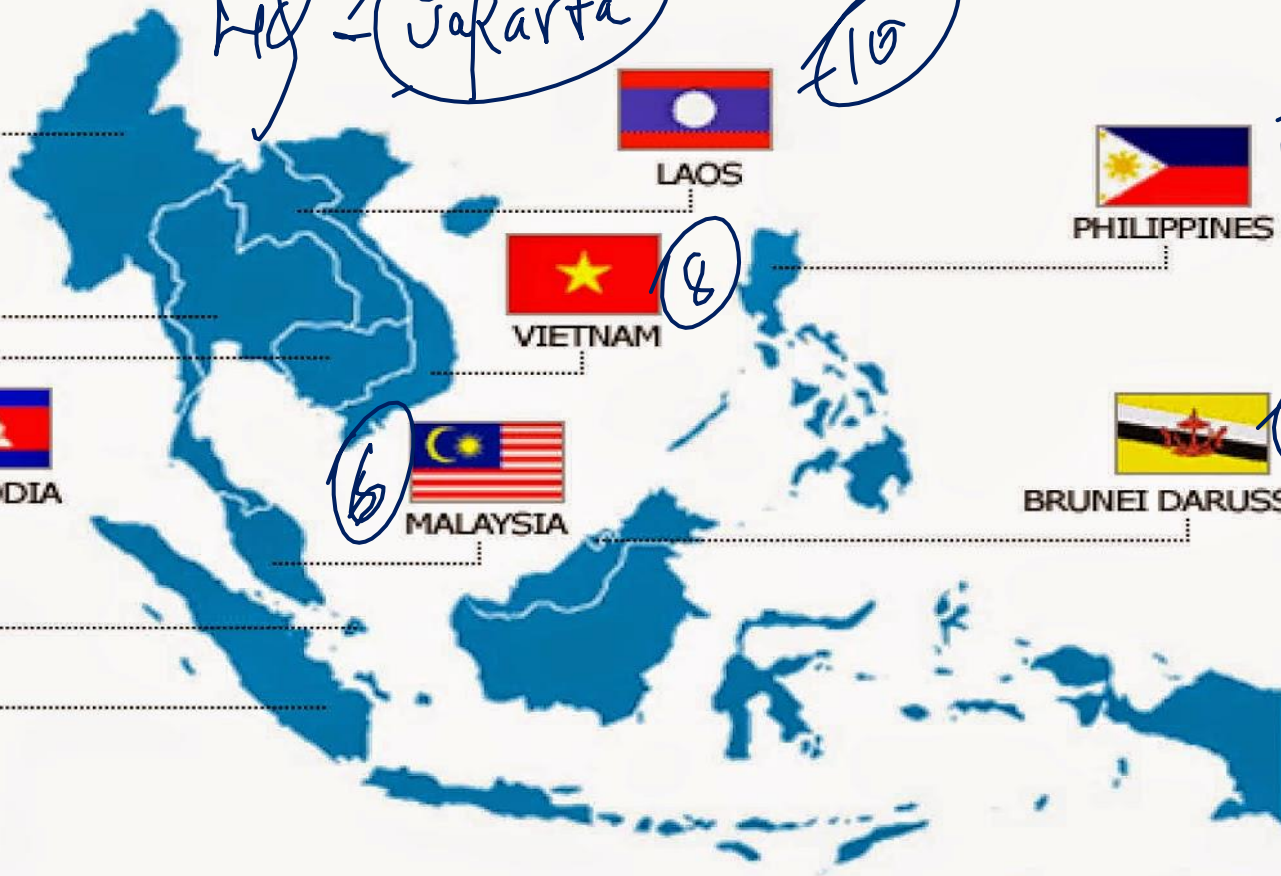 HQ = Jakarta
10
LAOS
PHILIPPINES
8
VIETNAM
6
MALAYSIA
DIA
BRUNEI DARUSS